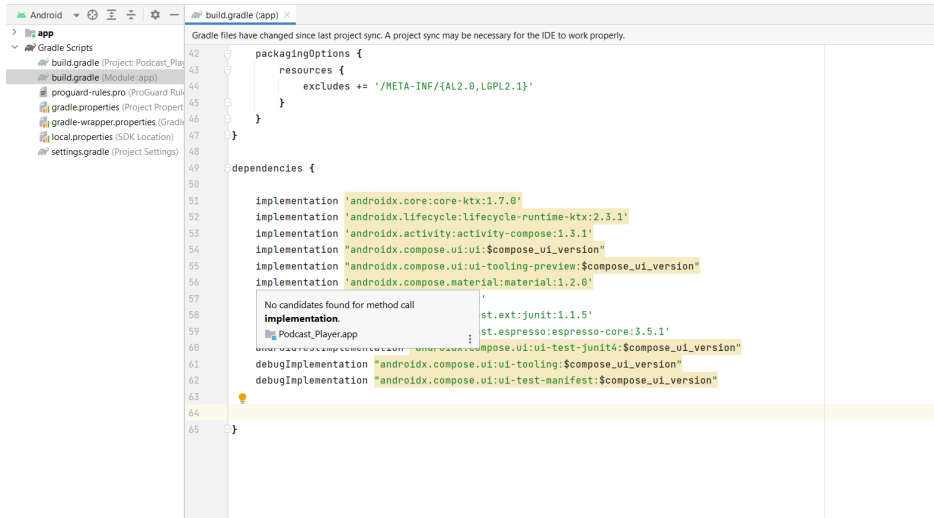 Android
build.gradle (:app)
app
Gradle Scripts
build.gradle (Project: Podcast_Play
build.gradle (Module :app)
proguard-rules.pro (ProGuard Rul
gradle.properties (Project Propert
gradle-wrapper.properties (Gradl
local.properties (SDK Location)
settings.gradle (Project Settings)
Gradle files have changed since last project sync. A project sync may be necessary for the IDE to work properly.
42 packagingOptions {
43 resources {
44 excludes += '/META-INF/{AL2.0,LGPL2.1}'
45 }
46 }
47 }
48
49 dependencies {
50
51 implementation 'androidx.core:core-ktx:1.7.0'
52 implementation 'androidx.lifecycle:lifecycle-runtime-ktx:2.3.1'
53 implementation 'androidx.activity:activity-compose:1.3.1'
54 implementation "androidx.compose.ui:ui:$compose_ui_version"
55 implementation "androidx.compose.ui:ui-tooling-preview:$compose_ui_version"
56 implementation 'androidx.compose.material:material:1.2.0'
57 '
58 st.ext:junit:1.1.5'
59 st.espresso:espresso-core:3.5.1'
60 androidTestImplementation "androidx.compose.ui:ui-test-junit4:$compose_ui_version"
61 debugImplementation "androidx.compose.ui:ui-tooling:$compose_ui_version"
62 debugImplementation "androidx.compose.ui:ui-test-manifest:$compose_ui_version"
63
64
65 }
No candidates found for method call
implementation.
Podcast_Player.app